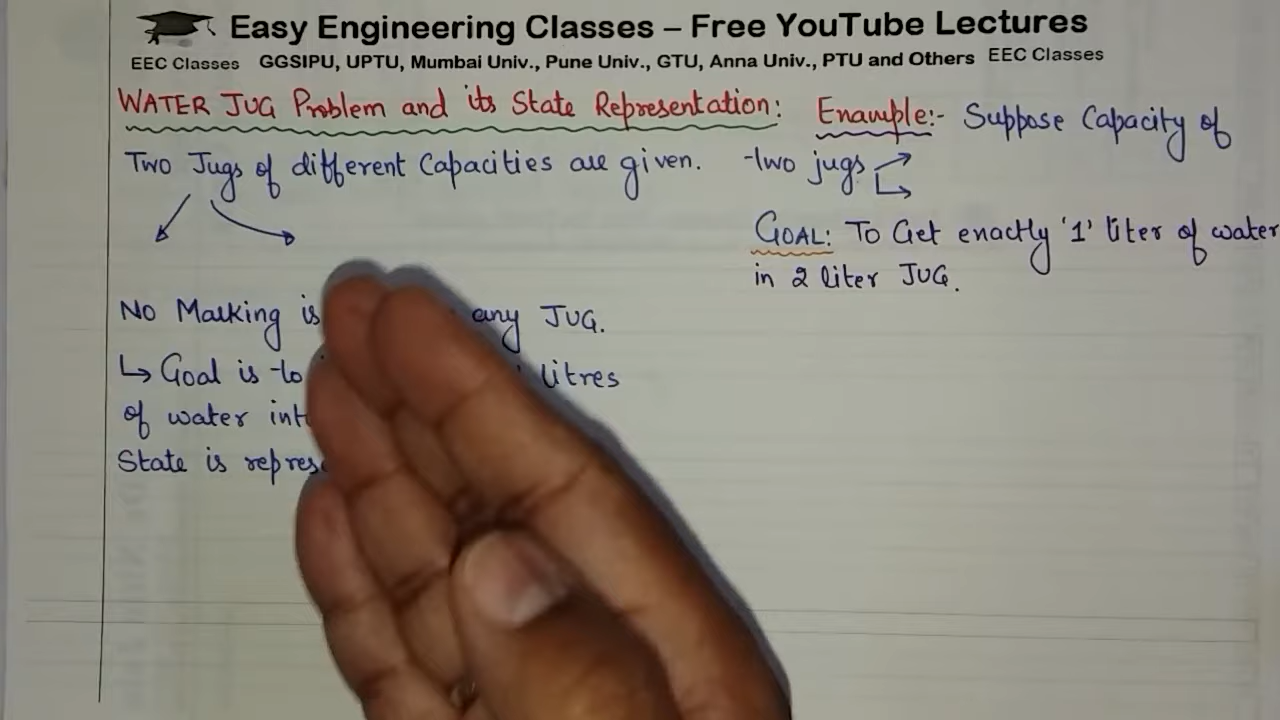 Easy Engineering Classes – Free YouTube Lectures
EEC Classes GGSIPU, UPTU, Mumbai Univ., Pune Univ., GTU, Anna Univ., PTU and Others EEC Classes
WATER JUG Problem and its State Representation:
Two Jugs of different Capacities are given.
No Marking is any JUG.
↳ Goal is to litres
of water
State is
Example:- Suppose Capacity of
two jugs
GOAL: To Get exactly '1' liter of water
in 2 liter JUG.